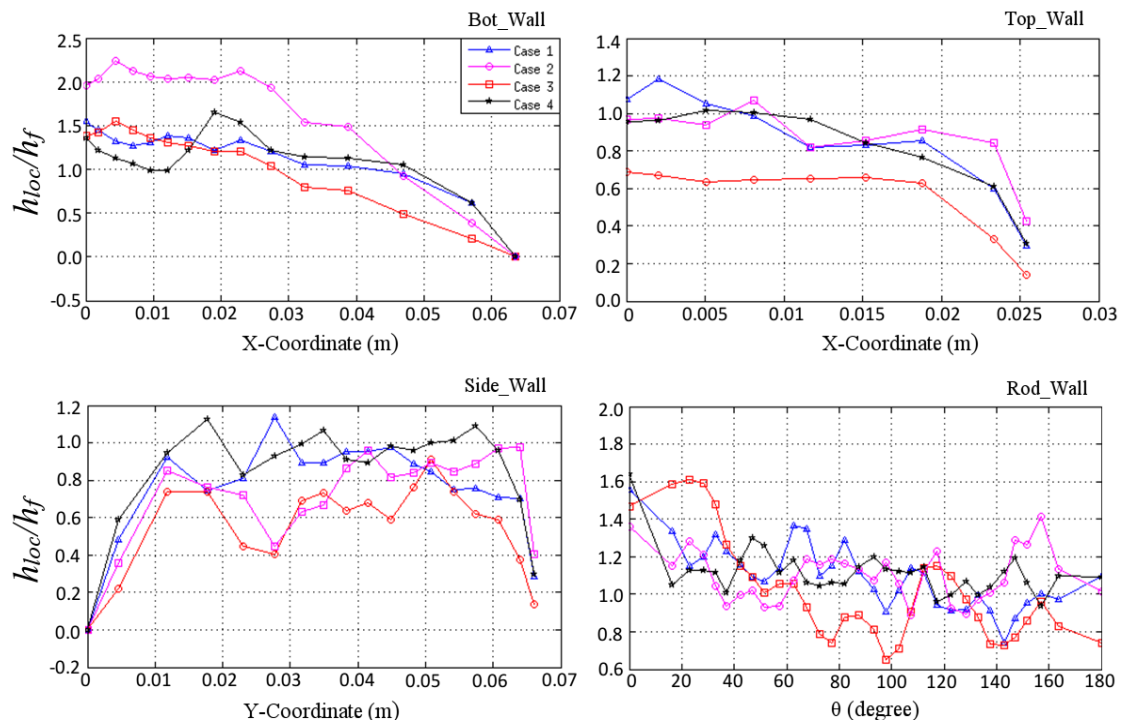 Bot_Wall
Top_Wall
2.5
2.0
1.5
1.0
0.5
0.0
-0.5
Case 1
Case 2
Case 3
Case 4
1.4
1.2
1.0
0.8
0.6
0.4
0.2
0.0
hloc/hf
0 0.01 0.02 0.03 0.04 0.05 0.06 0.07
X-Coordinate (m)
0 0.005 0.01 0.015 0.02 0.025 0.03
X-Coordinate (m)
Side_Wall
Rod_Wall
1.2
1.0
0.8
0.6
0.4
0.2
0.0
-0.2
2.0
1.8
1.6
1.4
1.2
1.0
0.8
0.6
hloc/hf
0 0.01 0.02 0.03 0.04 0.05 0.06 0.07
Y-Coordinate (m)
0 20 40 60 80 100 120 140 160 180
θ (degree)